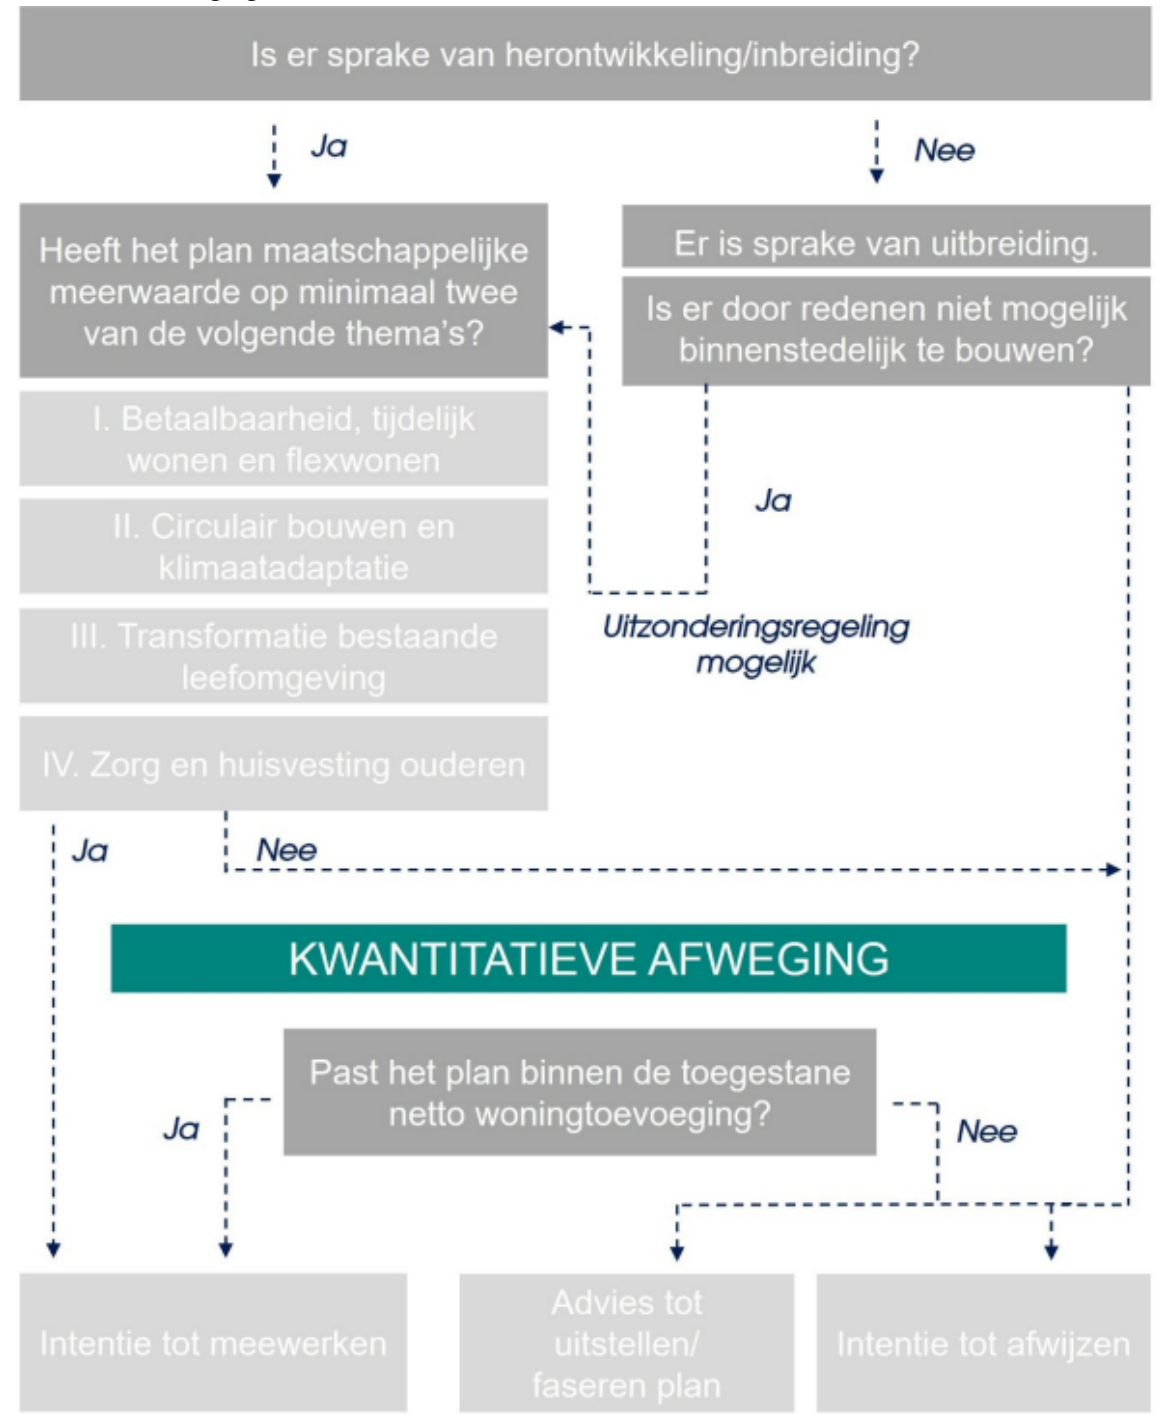 Is er sprake van herontwikkeling/inbreiding?
Ja
Nee
Heeft het plan maatschappelijke
meerwaarde op minimaal twee
van de volgende thema's?
Er is sprake van uitbreiding.
Is er door redenen niet mogelijk
binnenstedelijk te bouwen?
I. Betaalbaarheid, tijdelijk
wonen en flexwonen
II. Circulair bouwen en
klimaatadaptatie
III. Transformatie bestaande
leefomgeving
IV. Zorg en huisvesting ouderen
Ja
Uitzonderingsregeling
mogelijk
Ja
Nee
KWANTITATIEVE AFWEGING
Past het plan binnen de toegestane
netto woningtoevoeging?
Ja
Nee
Intentie tot meewerken
Advies tot
uitstellen/
faseren plan
Intentie tot afwijzen